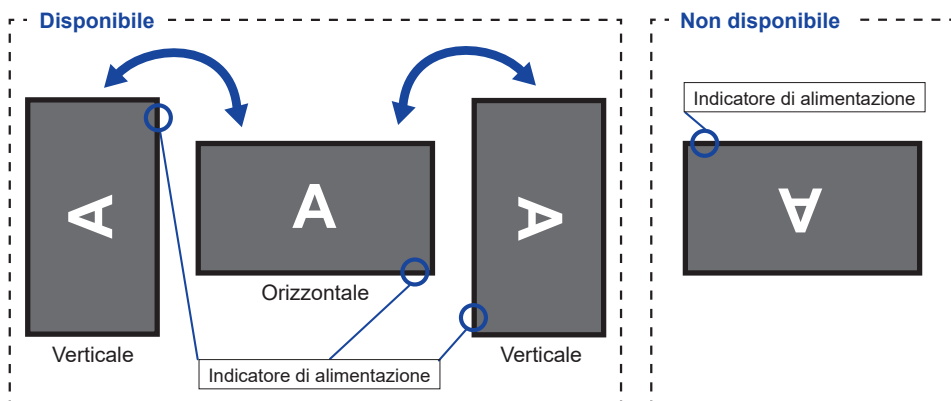 Disponibile
Non disponibile
Indicatore di alimentazione
A
A
A
A
Orizzontale
Verticale
Verticale
Indicatore di alimentazione